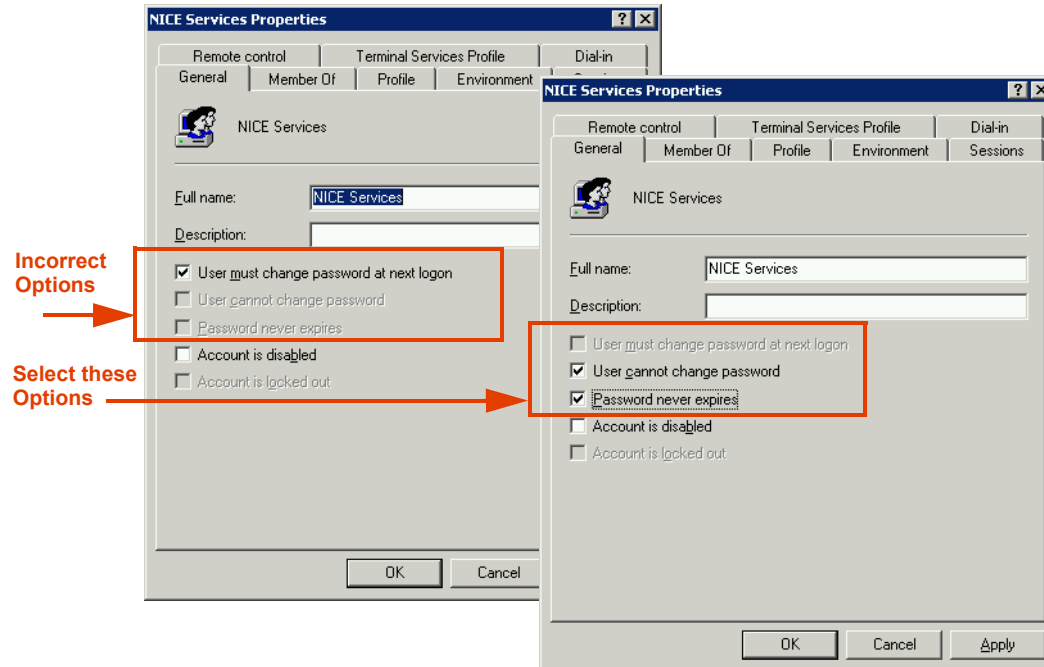 NICE Services Properties
Remote control
Terminal Services Profile
Dial-in
General
Member Of
Profile
Environment
NICE Services
Full name:
NICE Services
Description:
User must change password at next logon
User cannot change password
Password never expires
Account is disabled
Account is locked out
OK
Cancel
Incorrect
Options
Select these
Options
NICE Services Properties
Remote control
Terminal Services Profile
Dial-in
General
Member Of
Profile
Environment
Sessions
NICE Services
Full name:
NICE Services
Description:
User must change password at next logon
User cannot change password
Password never expires
Account is disabled
Account is locked out
OK
Cancel
Apply